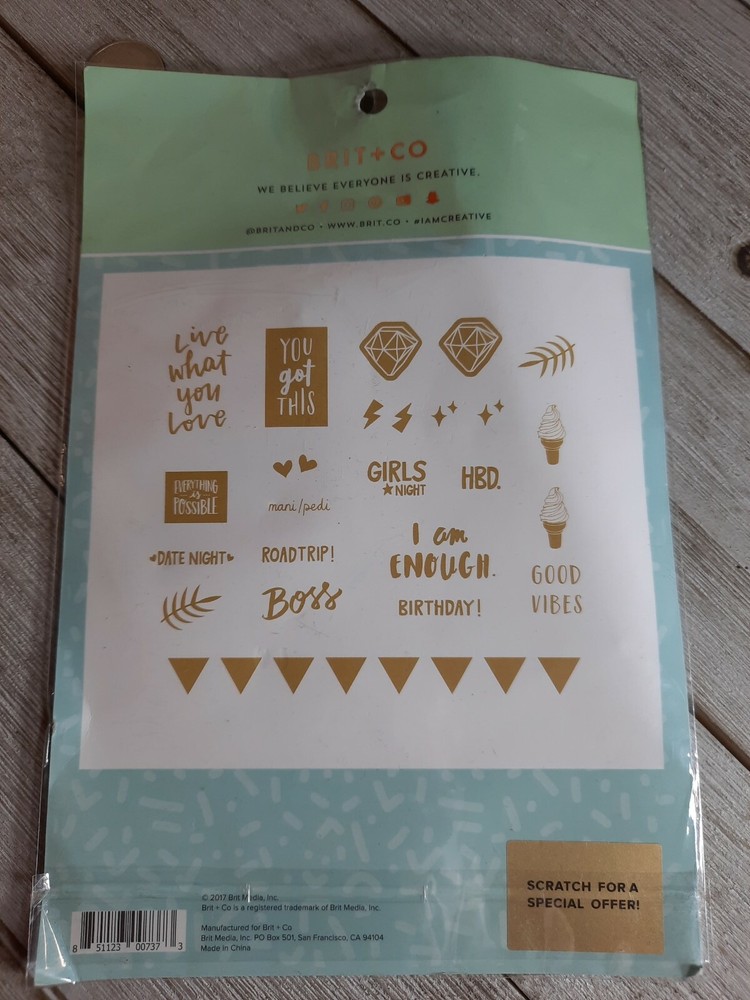 BRIT+CO
WE BELIEVE EVERYONE IS CREATIVE.
@BRITANDCO • WWW.BRIT.CO • #IAMCREATIVE
Live
what
you
Love
YOU
got
THIS
EVERYTHING
is
POSSIBLE
mani/pedi
GIRLS
NIGHT
HBD.
DATE NIGHT
ROADTRIP!
I am
ENOUGH.
GOOD
VIBES
Boss
BIRTHDAY!
SCRATCH FOR A
SPECIAL OFFER!
© 2017 Brit Media, Inc.
Brit + Co is a registered trademark of Brit Media, Inc.
Manufactured for Brit + Co
Brit Media, Inc. PO Box 501, San Francisco, CA 94104
Made in China
8 51123 00737 3